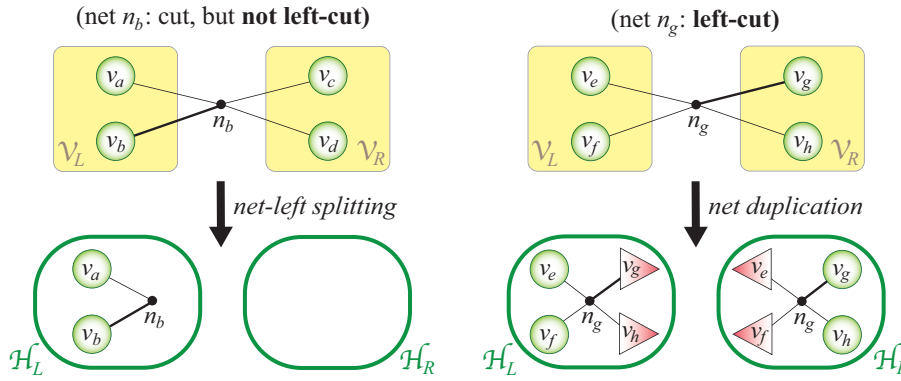 (net n_b: cut, but not left-cut)
(net n_g: left-cut)
v_a v_c
n_b
v_b v_d
V_L V_R
v_e v_g
n_g
v_f v_h
V_L V_R
net-left splitting
net duplication
v_a
n_b
v_b
H_L H_R
v_e v_g
n_g
v_f v_h
H_L
v_e v_g
n_g
v_f v_h